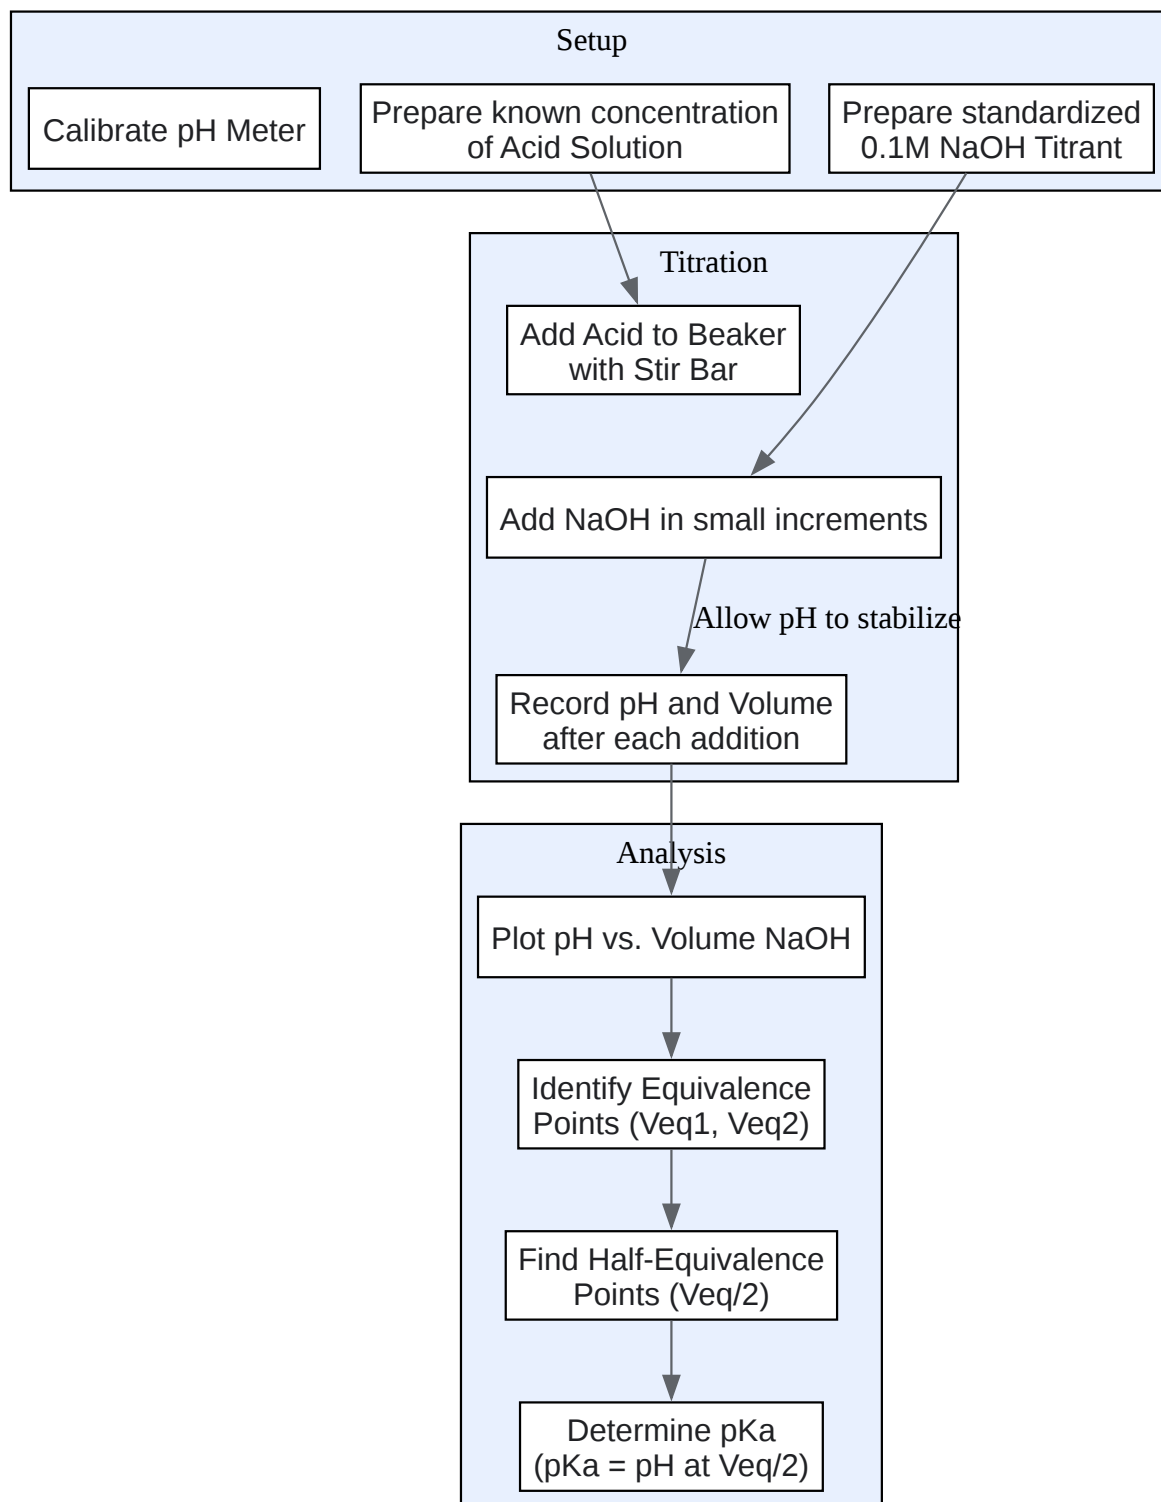 Setup
Calibrate pH Meter
Prepare known concentration
of Acid Solution
Prepare standardized
0.1M NaOH Titrant
Titration
Add Acid to Beaker
with Stir Bar
Add NaOH in small increments
Allow pH to stabilize
Record pH and Volume
after each addition
Analysis
Plot pH vs. Volume NaOH
Identify Equivalence
Points (Veq1, Veq2)
Find Half-Equivalence
Points (Veq/2)
Determine pKa
(pKa = pH at Veq/2)